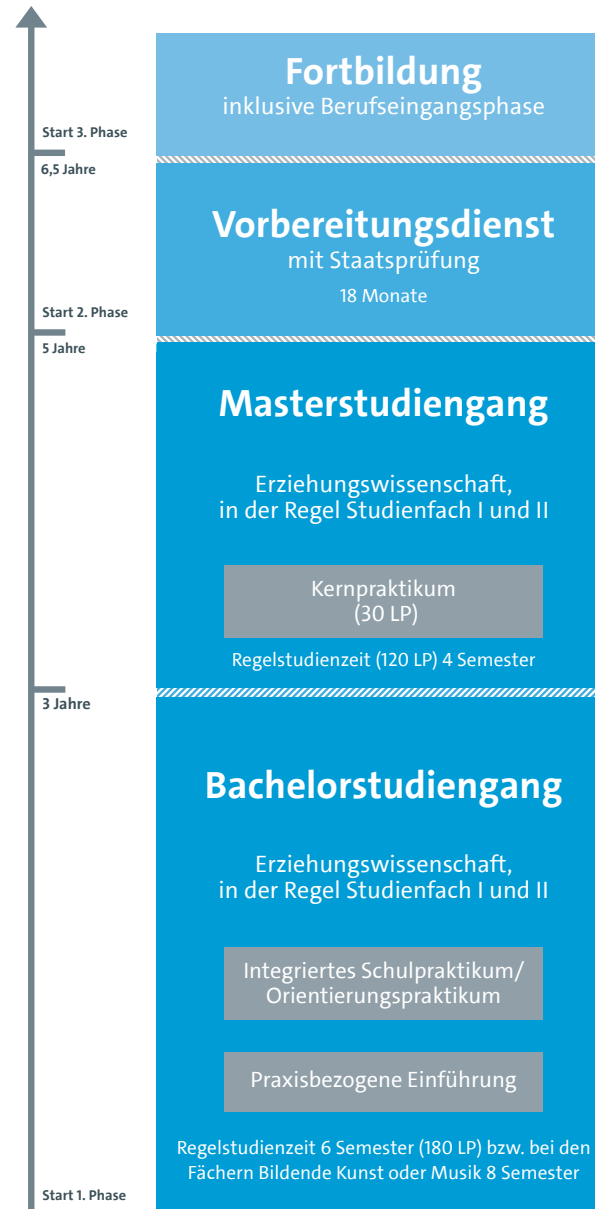 Fortbildung
inklusive Berufseingangsphase
Start 3. Phase
6,5 Jahre
Vorbereitungsdienst
mit Staatsprüfung
18 Monate
Start 2. Phase
5 Jahre
Masterstudiengang
Erziehungswissenschaft,
in der Regel Studienfach I und II
Kernpraktikum
(30 LP)
Regelstudienzeit (120 LP) 4 Semester
3 Jahre
Bachelorstudiengang
Erziehungswissenschaft,
in der Regel Studienfach I und II
Integriertes Schulpraktikum/
Orientierungspraktikum
Praxisbezogene Einführung
Regelstudienzeit 6 Semester (180 LP) bzw. bei den
Fächern Bildende Kunst oder Musik 8 Semester
Start 1. Phase